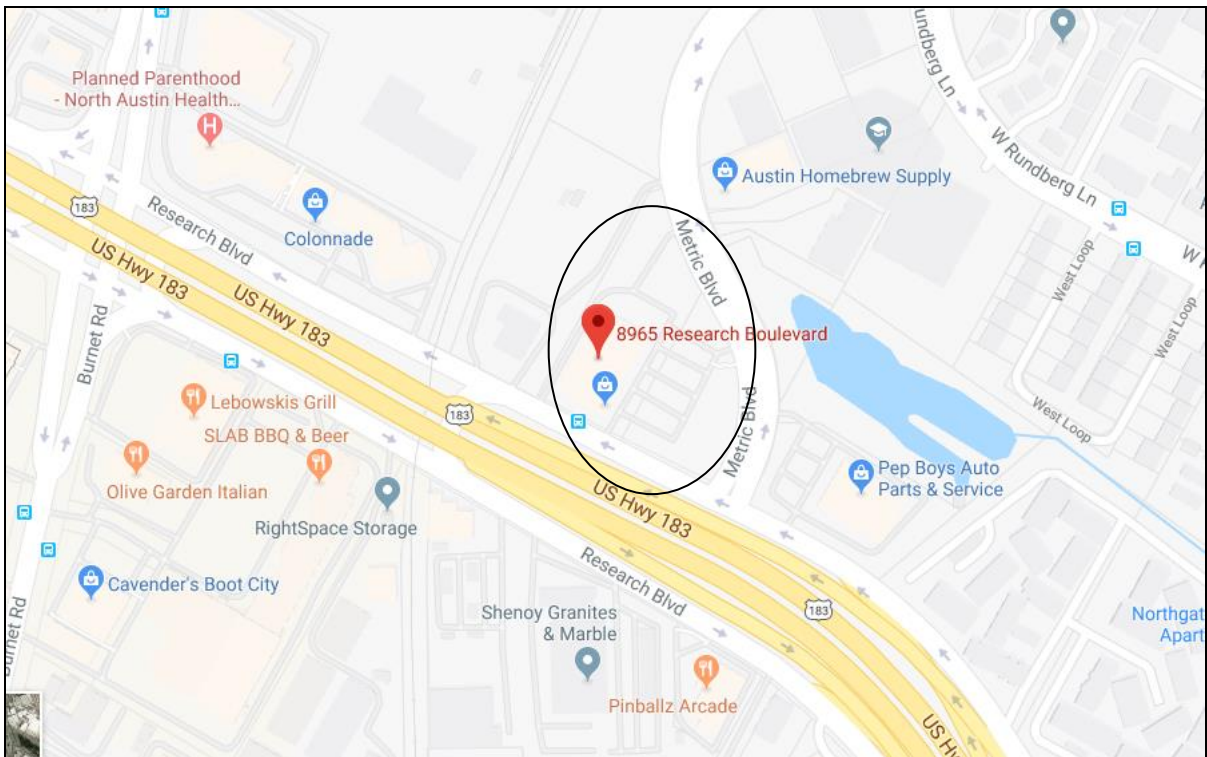 Planned Parenthood
- North Austin Health...
H
undberg Ln
W Rundberg Ln
Austin Homebrew Supply
183
Research Blvd
Colonnade
Metric Blvd
US Hwy 183
US Hwy 183
West Loop
West Loop
8965 Research Boulevard
Burnet Rd
Lebowskis Grill
183
SLAB BBQ & Beer
Metric Blvd
West Loop
Olive Garden Italian
Pep Boys Auto
Parts & Service
US Hwy 183
RightSpace Storage
Research Blvd
Cavender's Boot City
Shenoy Granites
& Marble
183
Northgat
Apart
Burnet Rd
Pinballz Arcade
US Hw